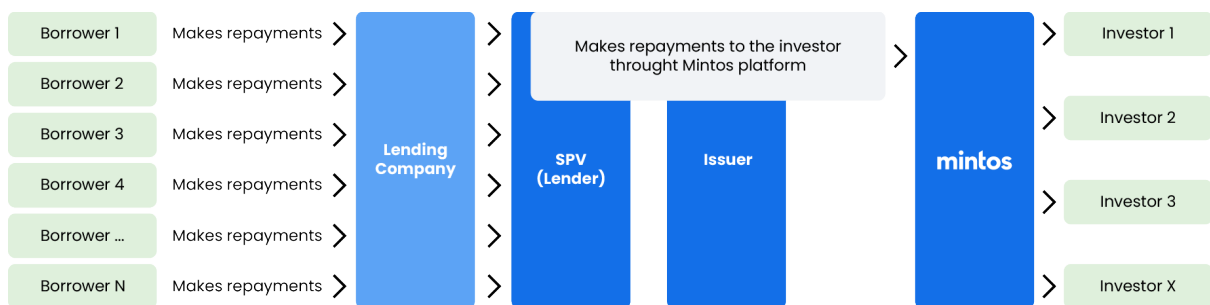 Borrower 1
Makes repayments
Borrower 2
Makes repayments
Borrower 3
Makes repayments
Borrower 4
Makes repayments
Borrower ...
Makes repayments
Borrower N
Makes repayments
Lending
Company
SPV
(Lender)
Makes repayments to the investor
throught Mintos platform
Issuer
mintos
Investor 1
Investor 2
Investor 3
Investor X